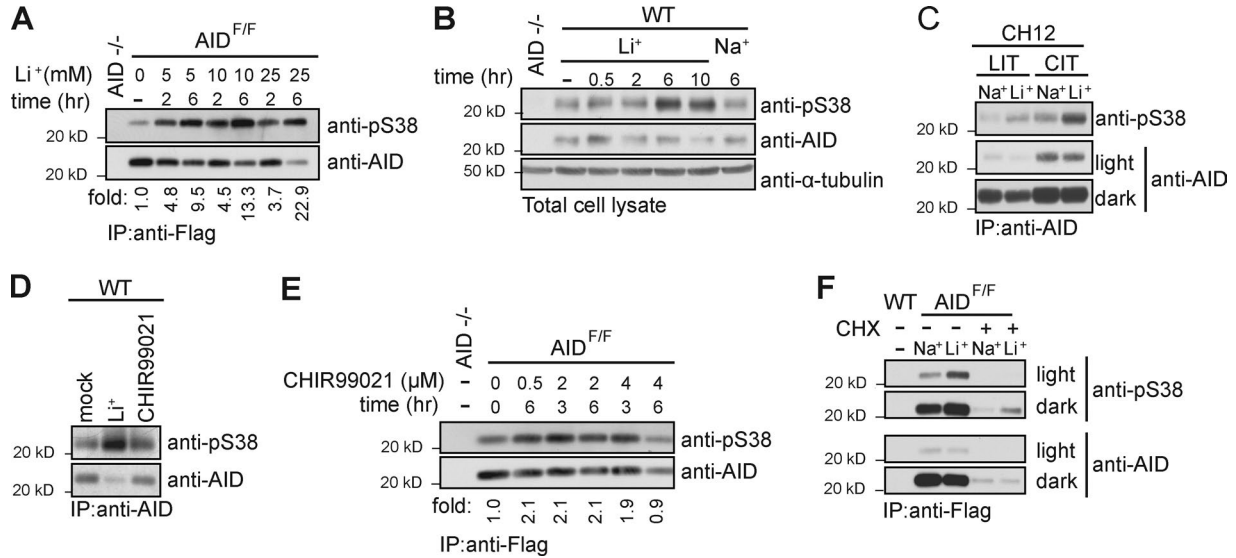 A
AID -/-
AID F/F
Li+(mM) 0 5 5 10 10 25 25
time (hr) – 2 6 2 6 2 6
20 kD anti-pS38
20 kD anti-AID
fold: 1.0 4.8 9.5 4.5 13.3 3.7 22.9
IP:anti-Flag
B
AID -/-
WT
Li+ Na+
time (hr) – 0.5 2 6 10 6
20 kD anti-pS38
20 kD anti-AID
50 kD anti-α-tubulin
Total cell lysate
C
CH12
LIT CIT
Na+ Li+ Na+ Li+
20 kD anti-pS38
light
20 kD dark
anti-AID
IP:anti-AID
D
WT
mock Li+ CHIR99021
20 kD anti-pS38
20 kD anti-AID
IP:anti-AID
E
AID -/-
AID F/F
CHIR99021 (μM) – 0 0.5 2 2 4 4
time (hr) – 0 6 3 6 3 6
20 kD anti-pS38
20 kD anti-AID
fold: 1.0 2.1 2.1 2.1 1.9 0.9
IP:anti-Flag
F
WT AID F/F
CHX – – – + +
– Na+ Li+ Na+ Li+
20 kD light
20 kD dark
anti-pS38
20 kD light
20 kD dark
anti-AID
IP:anti-Flag